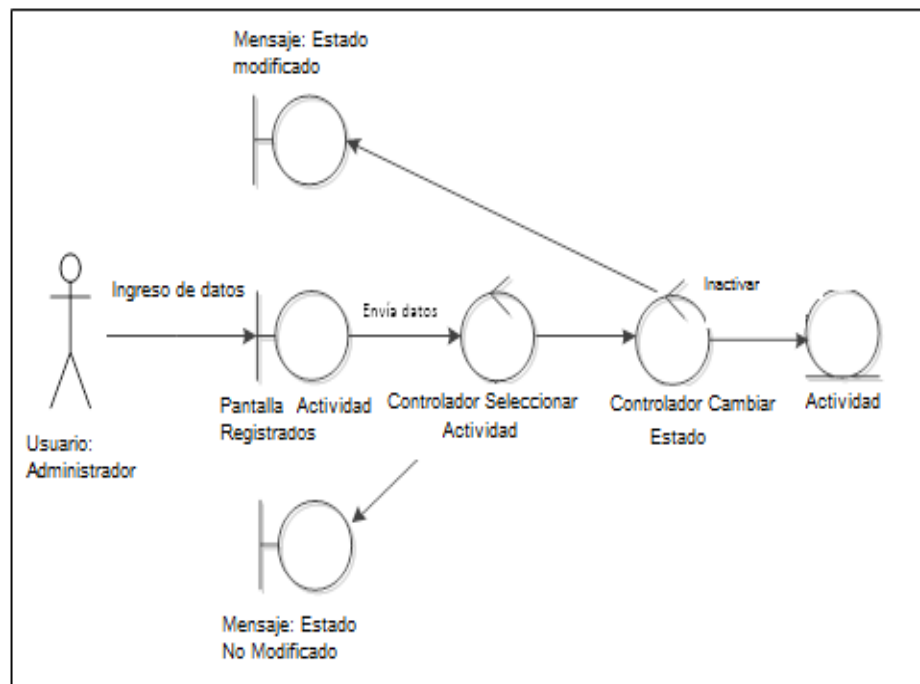 Mensaje: Estado
modificado
Inactivar
Ingreso de datos
Envía datos
Pantalla Actividad
Registrados
Controlador Seleccionar
Actividad
Controlador Cambiar
Estado
Actividad
Usuario:
Administrador
Mensaje: Estado
No Modificado